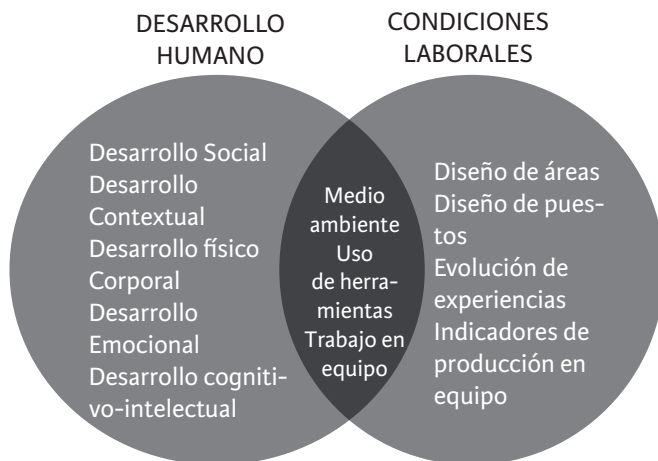 DESARROLLO
HUMANO
CONDICIONES
LABORALES
Desarrollo Social
Desarrollo
Contextual
Desarrollo físico
Corporal
Desarrollo
Emocional
Desarrollo cogniti-
vo-intelectual
Medio
ambiente
Uso
de herra-
mientas
Trabajo en
equipo
Diseño de áreas
Diseño de pues-
tos
Evolución de
experiencias
Indicadores de
producción en
equipo